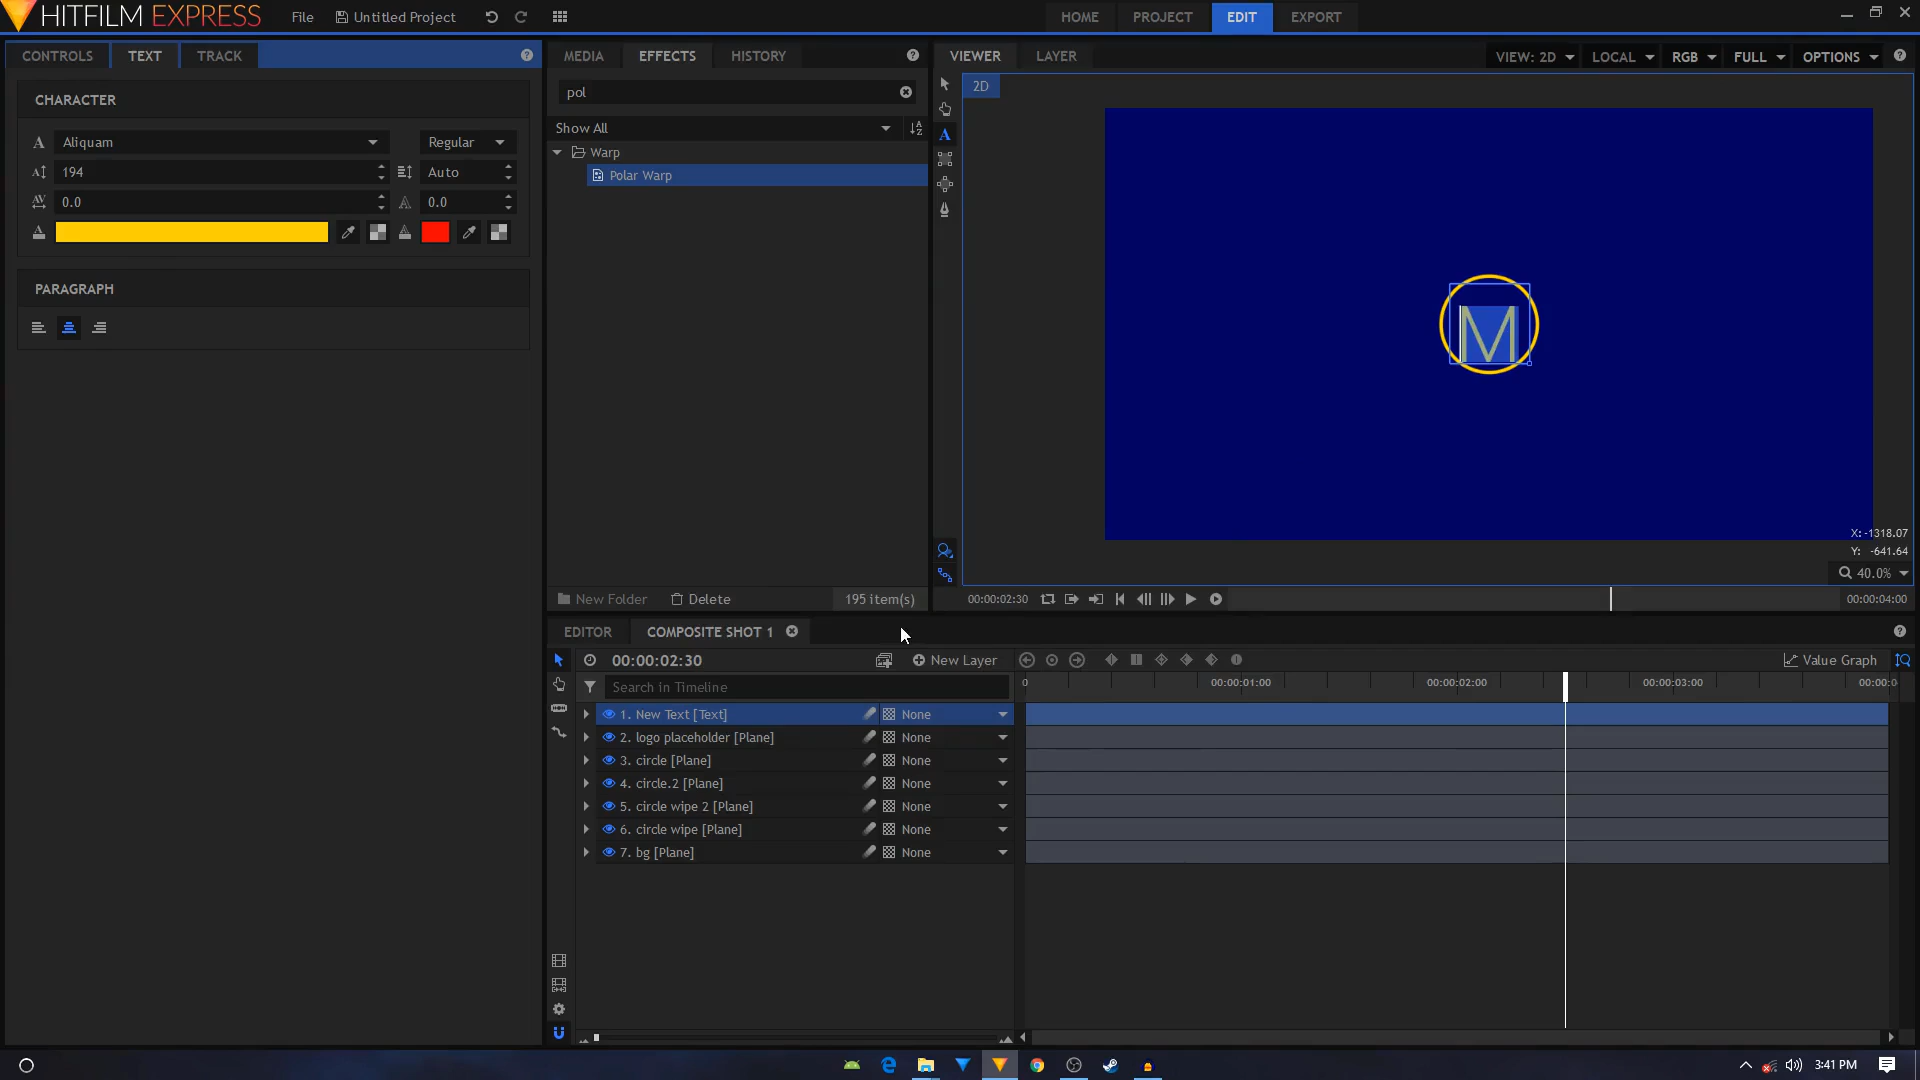 HITFILM EXPRESS
File
Untitled Project
HOME
PROJECT
EDIT
EXPORT
CONTROLS
TEXT
TRACK
MEDIA
EFFECTS
HISTORY
VIEWER
LAYER
VIEW: 2D
LOCAL
RGB
FULL
OPTIONS
CHARACTER
Aliquam
Regular
194
Auto
0.0
0.0
PARAGRAPH
pol
Show All
Warp
Polar Warp
New Folder
Delete
195 item(s)
2D
M
X: -1318.07
Y: -641.64
40.0%
00:00:02:30
00:00:04:00
EDITOR
COMPOSITE SHOT 1
00:00:02:30
New Layer
Value Graph
Search in Timeline
0
00:00:01:00
00:00:02:00
00:00:03:00
00:00:0
1. New Text [Text]
None
2. logo placeholder [Plane]
None
3. circle [Plane]
None
4. circle.2 [Plane]
None
5. circle wipe 2 [Plane]
None
6. circle wipe [Plane]
None
7. bg [Plane]
None
3:41 PM